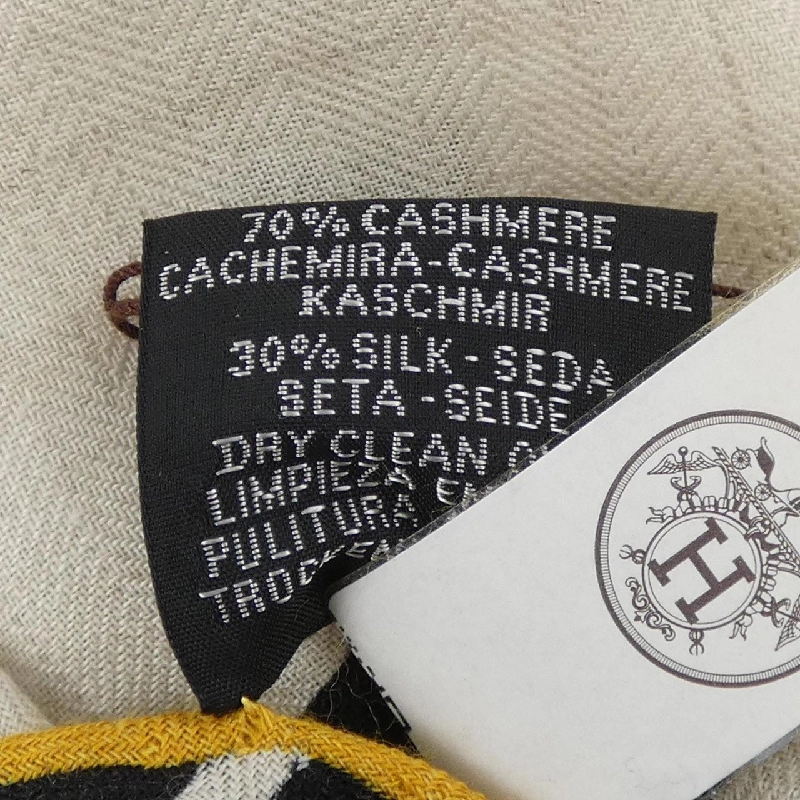 70% CASHMERE
CACHEMIRA-CASHMERE
KASCHMIR
30% SILK - SEDA
SETA - SEIDE
DRY CLEAN
LIMPIEZA
PULITURA
H